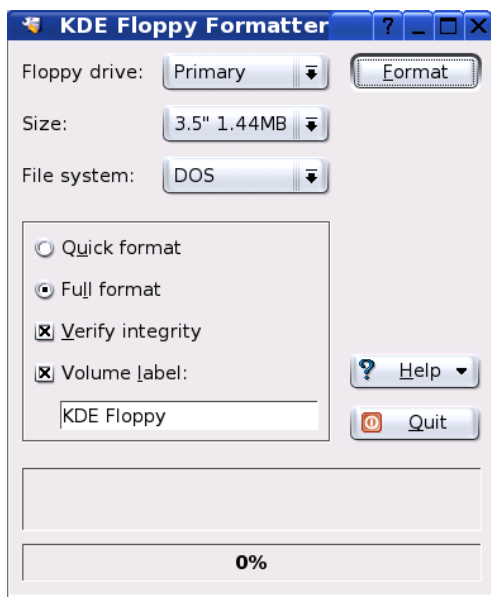 KDE Floppy Formatter ?
Floppy drive: Primary Format
Size: 3.5" 1.44MB
File system: DOS
Quick format
Full format
Verify integrity
Volume label:
KDE Floppy
? Help
Quit
0%